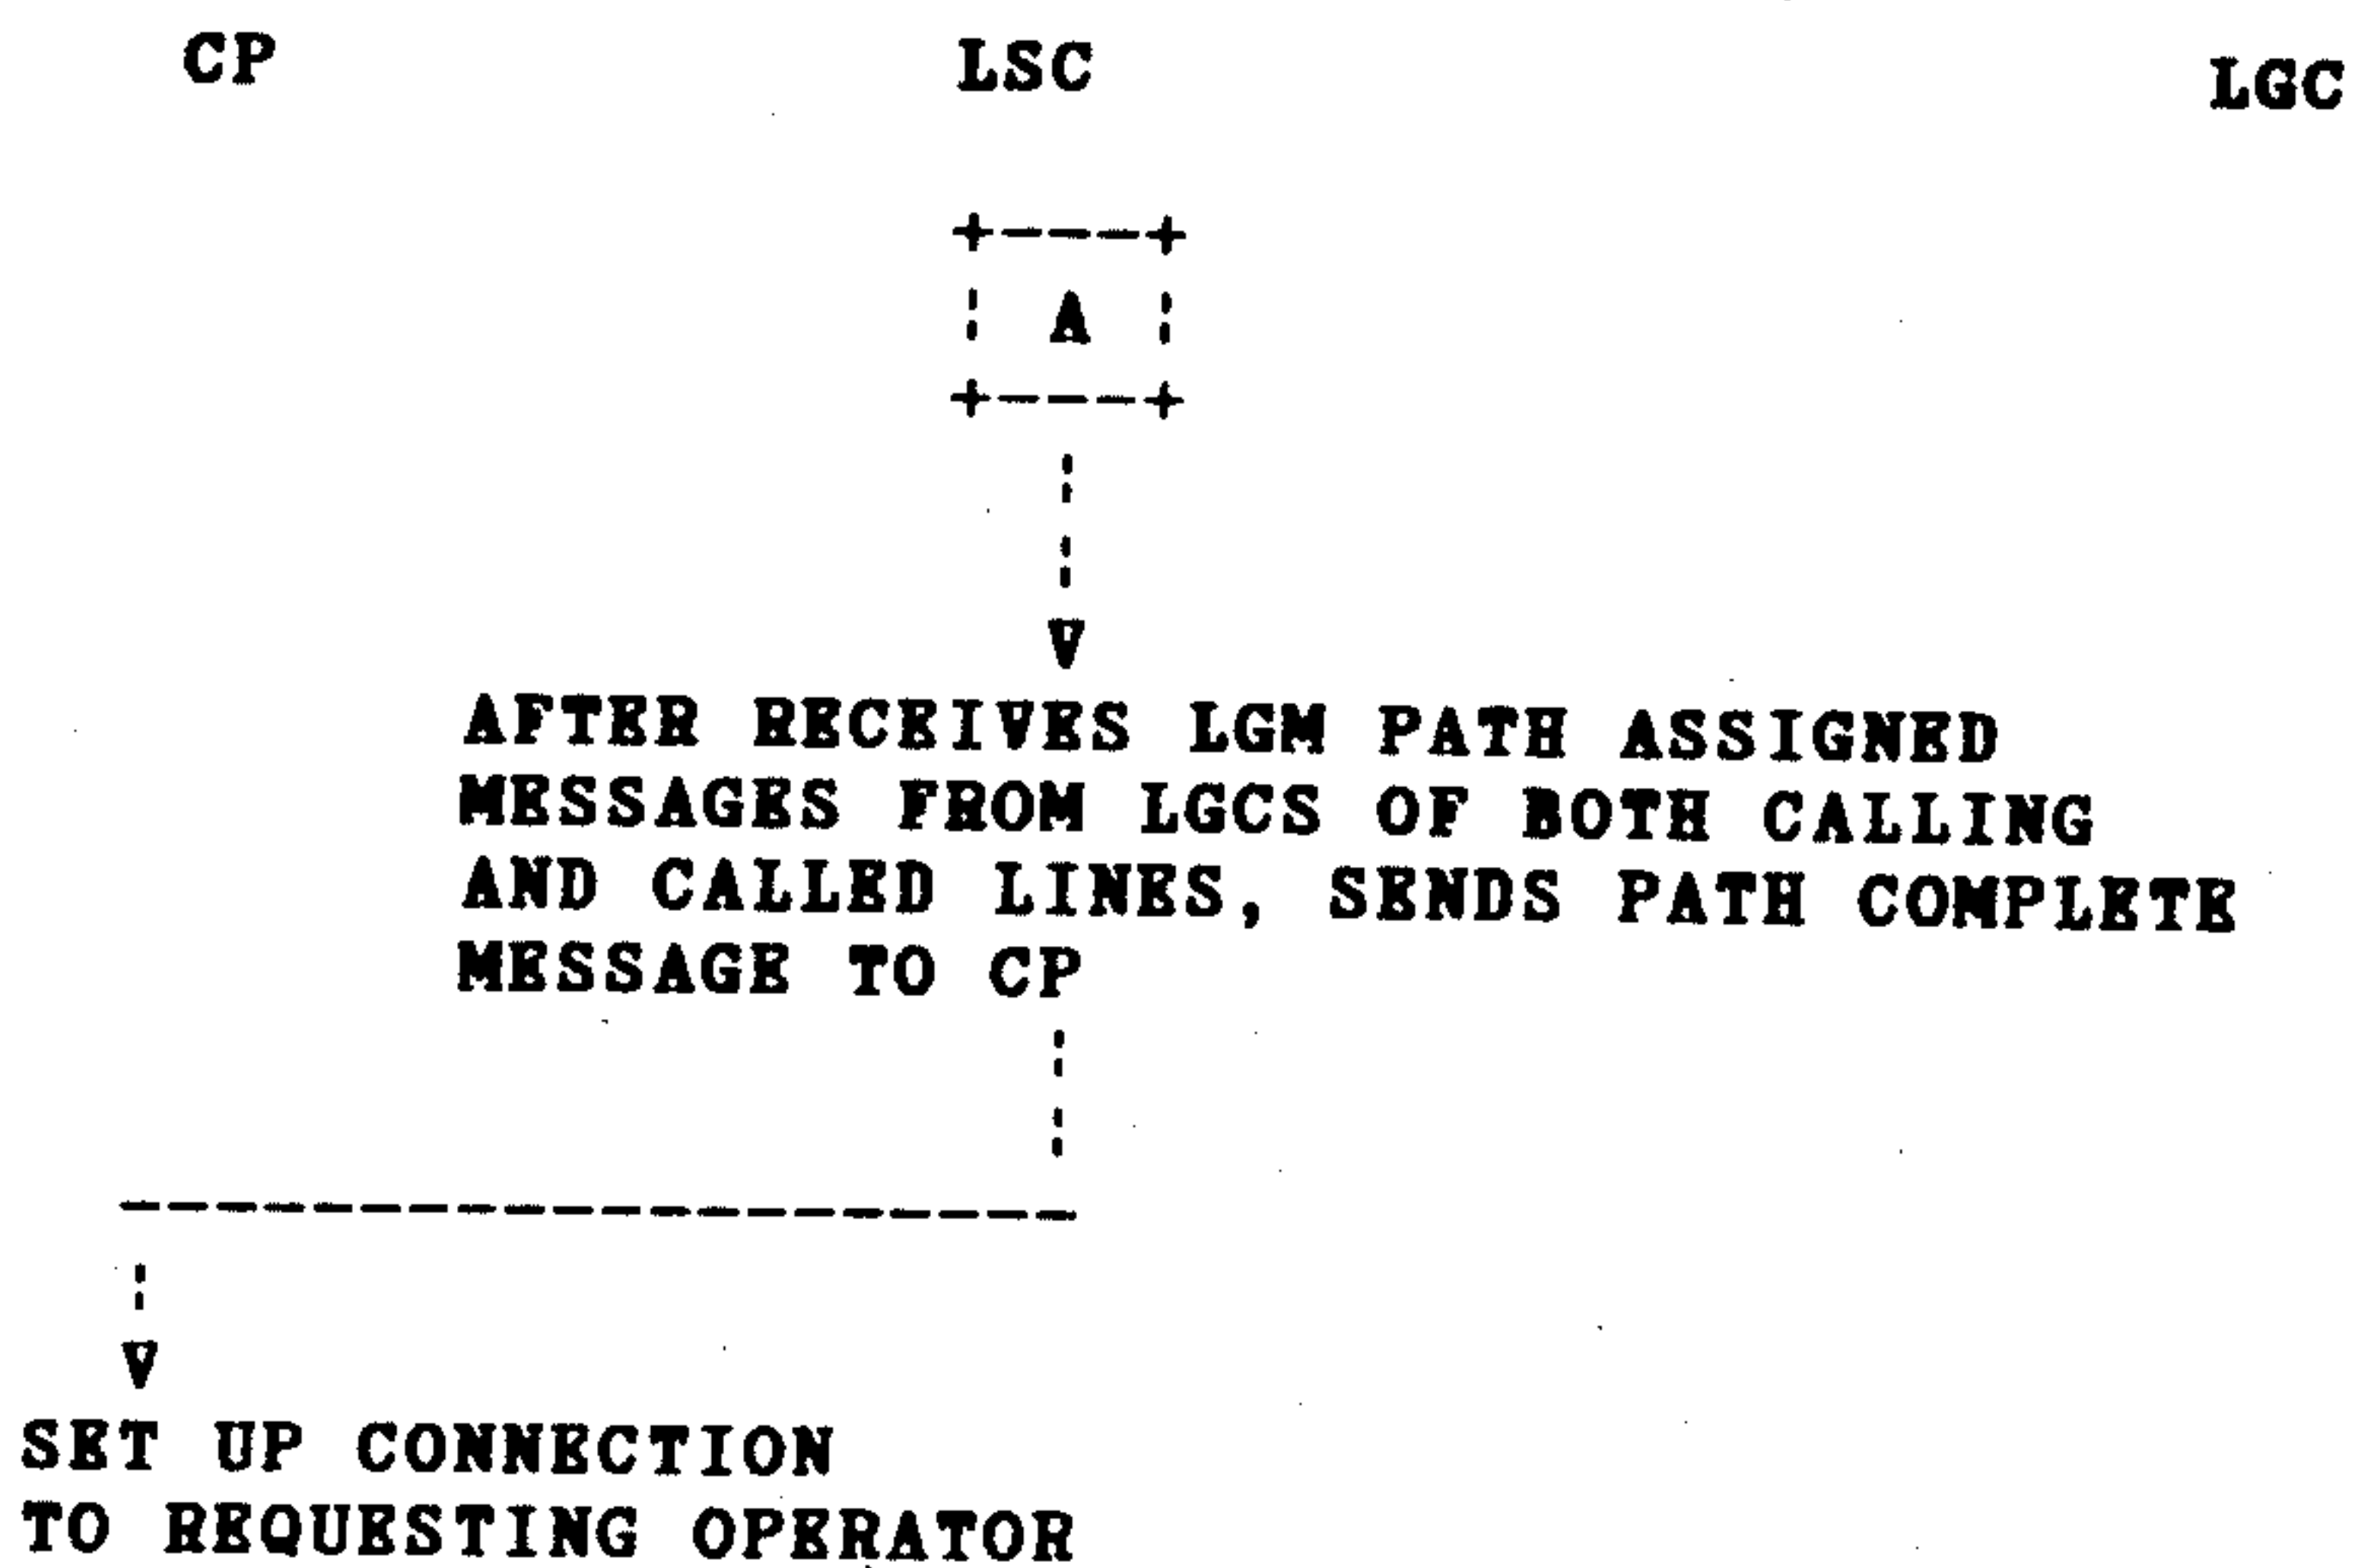 CP LSC LGC
A
AFTER RECEIVES LGM PATH ASSIGNED
MESSAGES FROM LGCS OF BOTH CALLING
AND CALLED LINES, SENDS PATH COMPLETE
MESSAGE TO CP
SET UP CONNECTION
TO REQUESTING OPERATOR